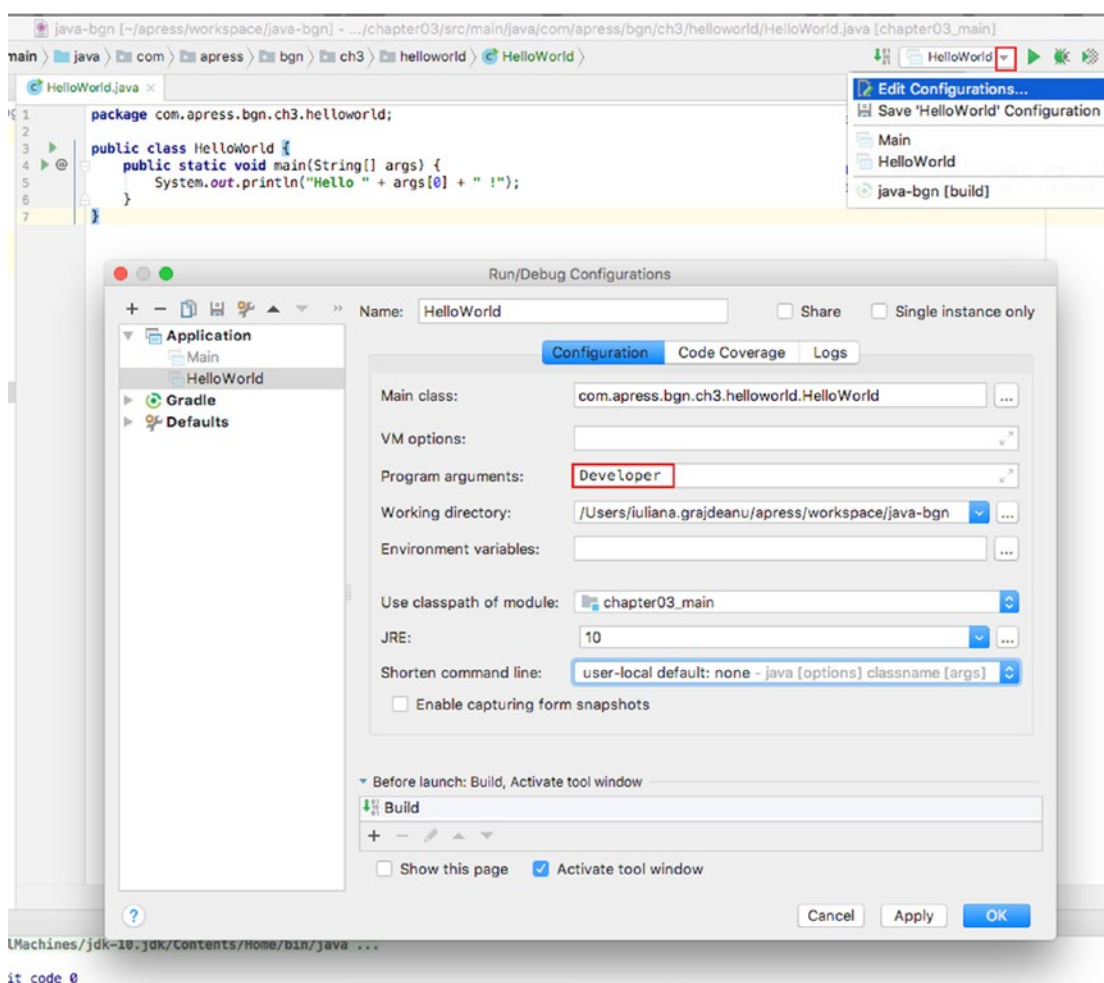 java-bgn [~/apress/workspace/java-bgn] - .../chapter03/src/main/java/com/apress/bgn/ch3/helloworld/HelloWorld.java [chapter03_main]
main java com apress bgn ch3 helloworld HelloWorld
HelloWorld
Edit Configurations...
Save 'HelloWorld' Configuration
Main
HelloWorld
java-bgn [build]
HelloWorld.java
1 package com.apress.bgn.ch3.helloworld;
2
3 public class HelloWorld {
4 @ public static void main(String[] args) {
5 System.out.println("Hello " + args[0] + " !");
6 }
7 }
Run/Debug Configurations
Application
Main
HelloWorld
Gradle
Defaults
Name: HelloWorld
Share
Single instance only
Configuration Code Coverage Logs
Main class: com.apress.bgn.ch3.helloworld.HelloWorld ...
VM options:
Program arguments: Developer
Working directory: /Users/iuliana.grajdeanu/apress/workspace/java-bgn ...
Environment variables: ...
Use classpath of module: chapter03_main
JRE: 10 ...
Shorten command line: user-local default: none - java [options] classname [args]
Enable capturing form snapshots
Before launch: Build, Activate tool window
Build
Show this page Activate tool window
? Cancel Apply OK
lMachines/jdk-10.jdk/Contents/Home/bin/java ...
it code 0